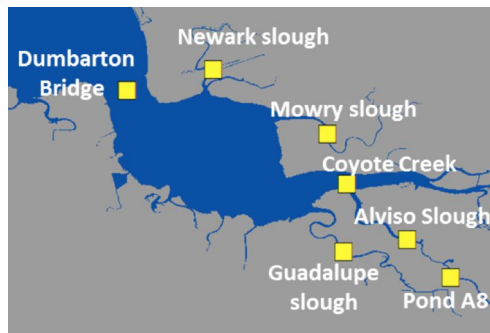 Newark slough
Dumbarton
Bridge
Mowry slough
Coyote Creek
Alviso Slough
Guadalupe
slough
Pond A8